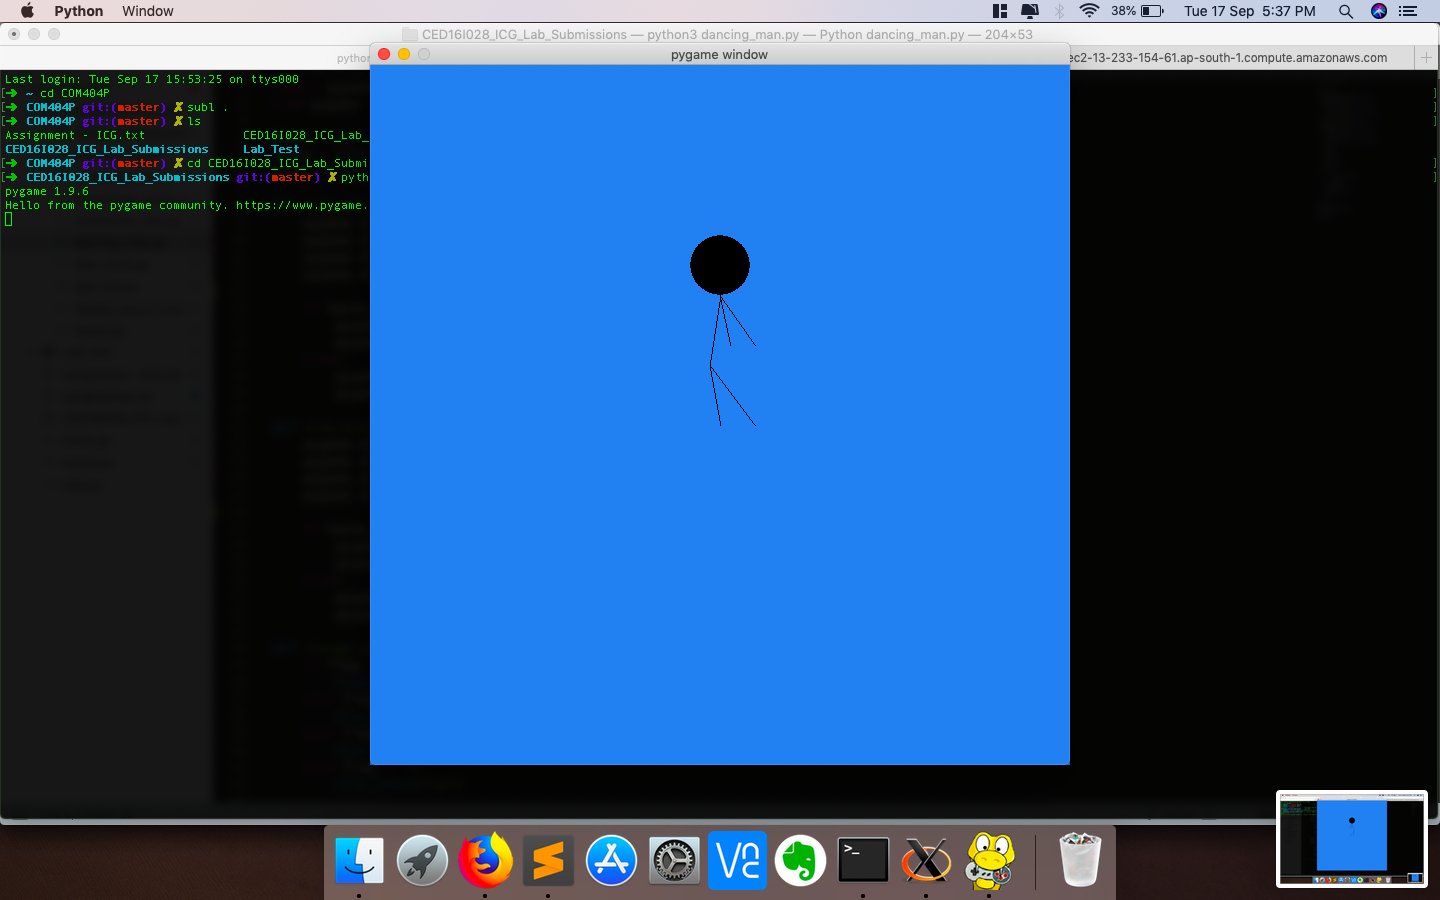 Python Window 38% Tue 17 Sep 5:37 PM
CED16I028_ICG_Lab_Submissions — python3 dancing_man.py — Python dancing_man.py — 204×53
pygame window
ec2-13-233-154-61.ap-south-1.compute.amazonaws.com
Last login: Tue Sep 17 15:53:25 on ttys000
[➜ ~ cd COM404P
[➜ COM404P git:(master) ✗ subl .
[➜ COM404P git:(master) ✗ ls
Assignment - ICG.txt CED16I028_ICG_Lab_
CED16I028_ICG_Lab_Submissions Lab_Test
[➜ COM404P git:(master) ✗ cd CED16I028_ICG_Lab_Submi
[➜ CED16I028_ICG_Lab_Submissions git:(master) ✗ pyth
pygame 1.9.6
Hello from the pygame community. https://www.pygame.